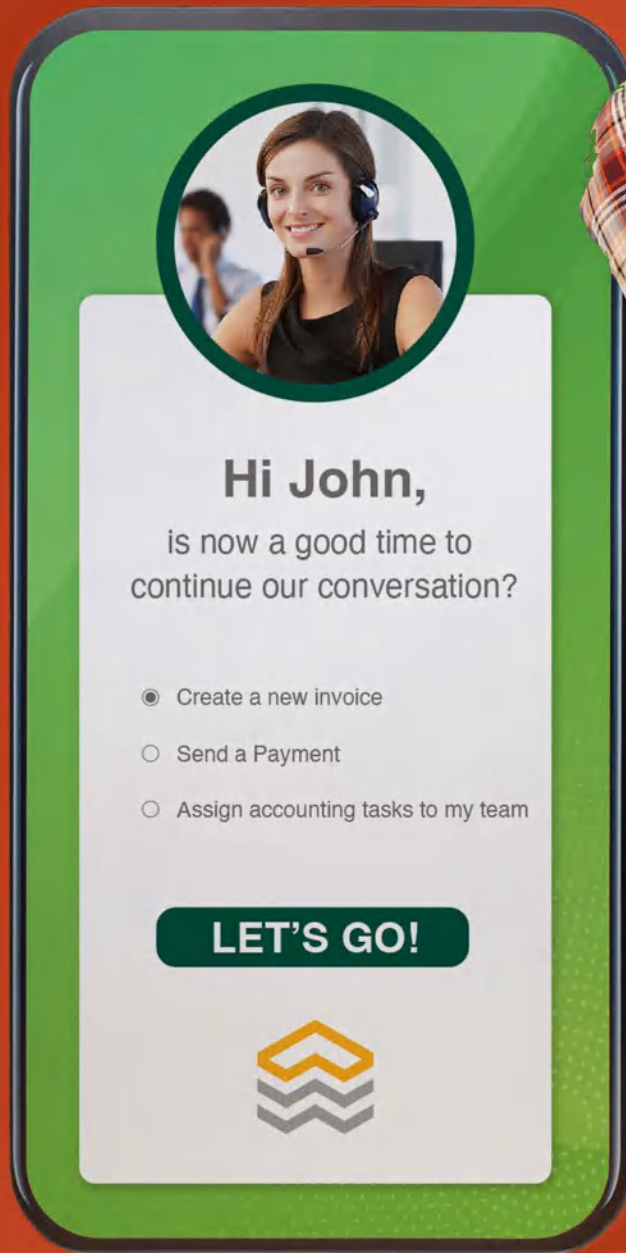 Hi John,
is now a good time to
continue our conversation?
Create a new invoice
Send a Payment
Assign accounting tasks to my team
LET'S GO!